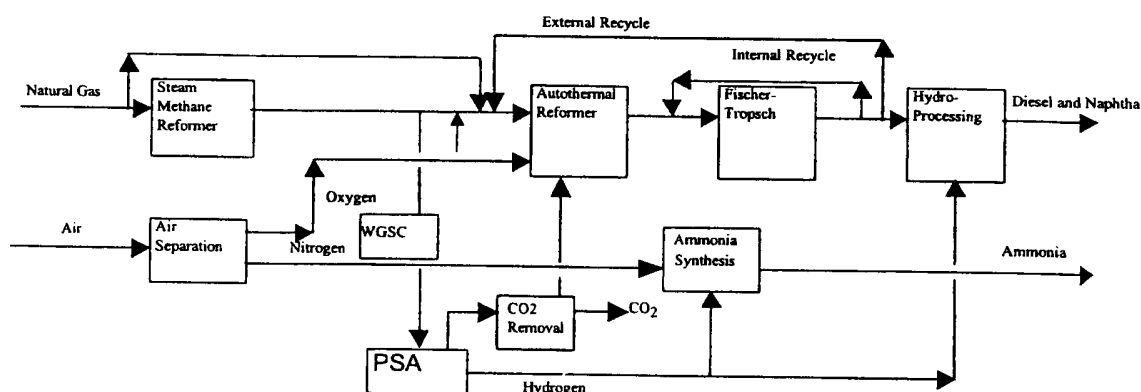 External Recycle
Internal Recycle
Natural Gas
Steam
Methane
Reformer
Autothermal
Reformer
Fischer-
Tropsch
Hydro-
Processing
Diesel and Naphtha
Oxygen
Air
Air
Separation
Nitrogen
WGSC
Ammonia
Synthesis
Ammonia
CO2
Removal
CO₂
PSA
Hydrogen